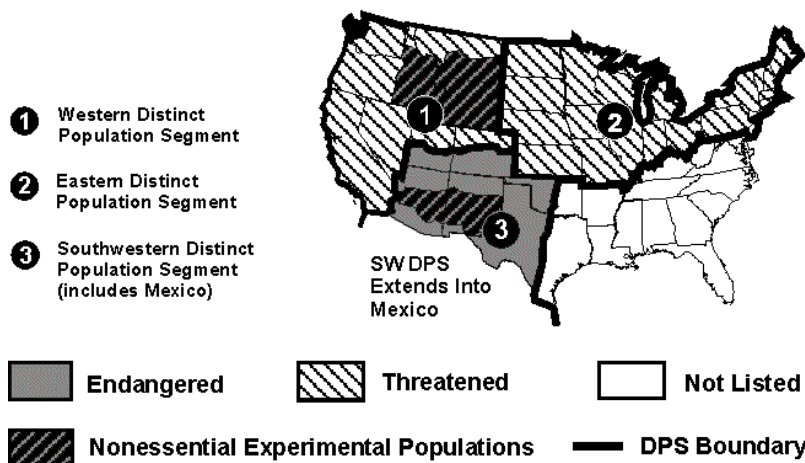 1 Western Distinct
Population Segment
2 Eastern Distinct
Population Segment
3 Southwestern Distinct
Population Segment
(includes Mexico)
1
2
3
SW DPS
Extends Into
Mexico
Endangered
Threatened
Not Listed
Nonessential Experimental Populations
DPS Boundary